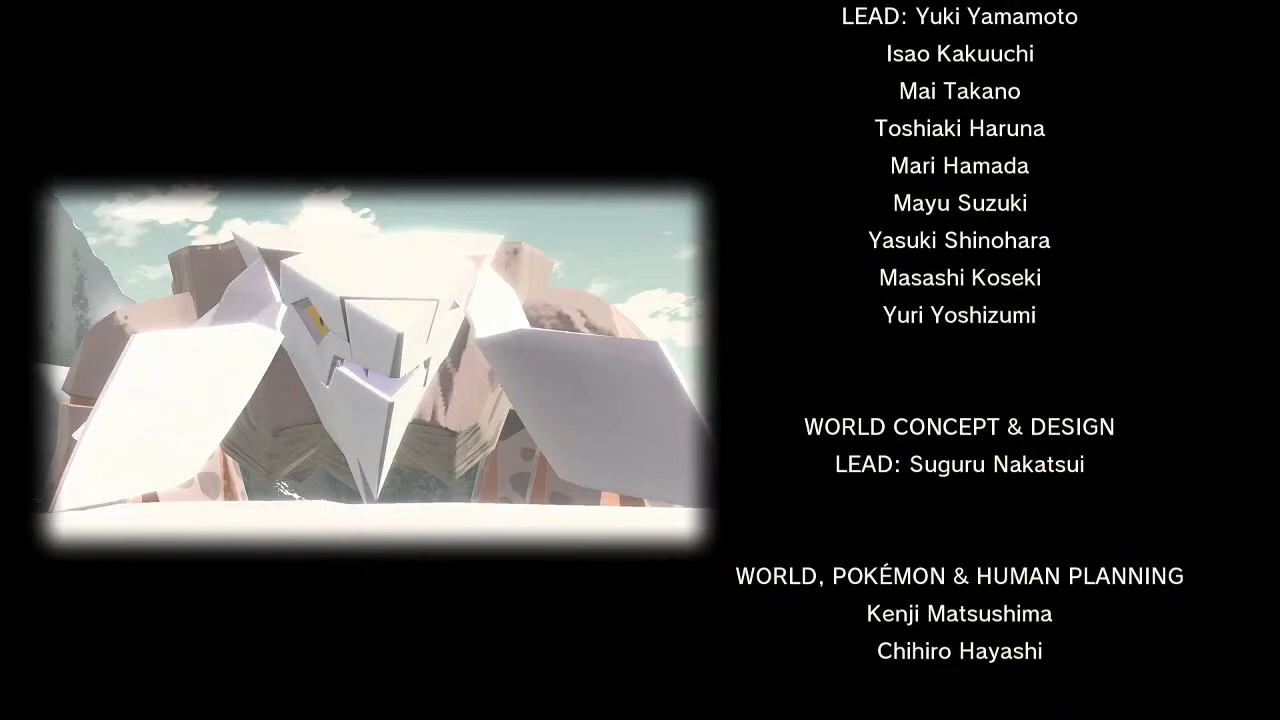 LEAD: Yuki Yamamoto
Isao Kakuuchi
Mai Takano
Toshiaki Haruna
Mari Hamada
Mayu Suzuki
Yasuki Shinohara
Masashi Koseki
Yuri Yoshizumi
WORLD CONCEPT & DESIGN
LEAD: Suguru Nakatsui
WORLD, POKÉMON & HUMAN PLANNING
Kenji Matsushima
Chihiro Hayashi